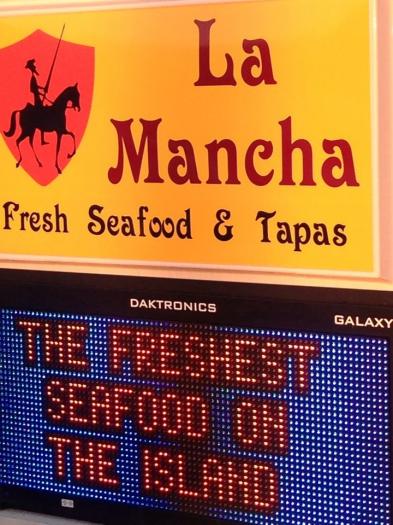 La
Mancha
Fresh Seafood & Tapas
DAKTRONICS
GALAXY
THE FRESHEST
SEAFOOD ON
THE ISLAND